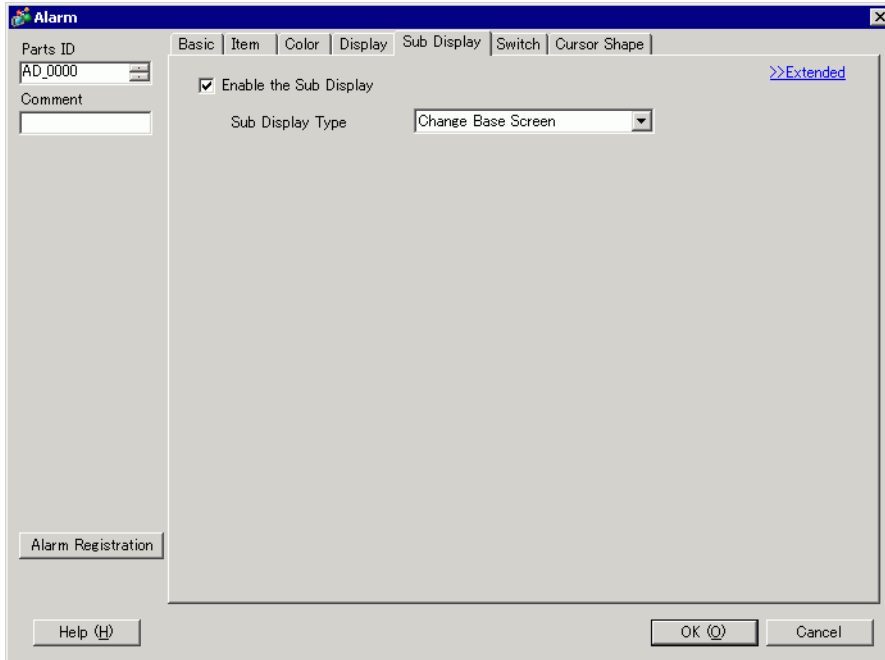 Alarm
Parts ID
AD_0000
Comment
Basic Item Color Display Sub Display Switch Cursor Shape
>>Extended
Enable the Sub Display
Sub Display Type Change Base Screen
Alarm Registration
Help (H) OK (O) Cancel